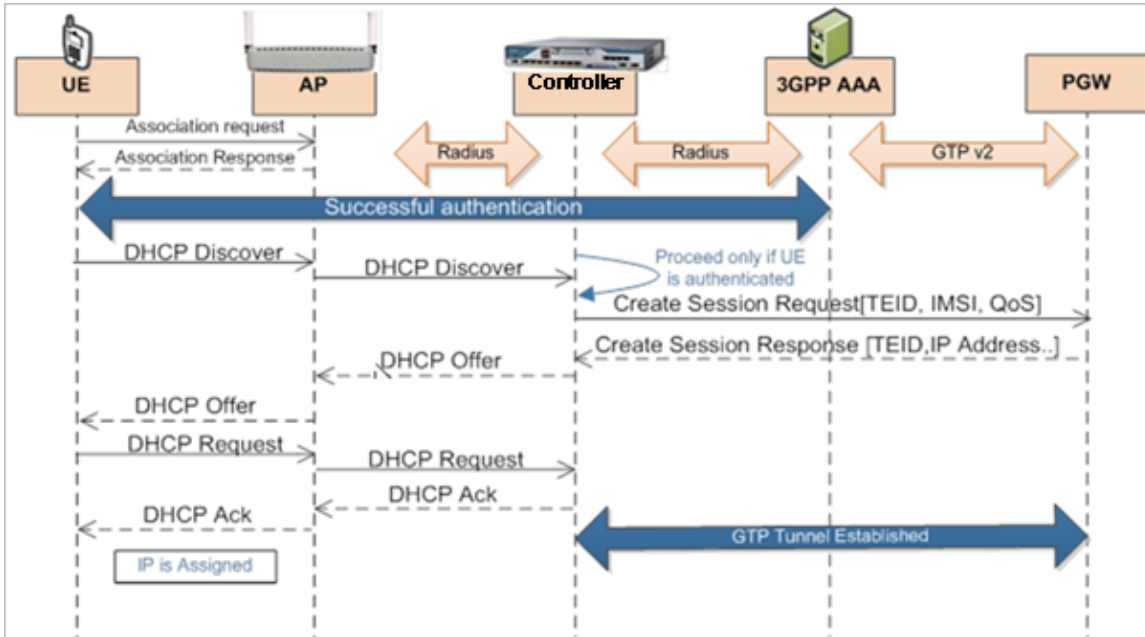 UE
AP
Controller
3GPP AAA
PGW
Association request
Association Response
Radius
Radius
GTP v2
Successful authentication
DHCP Discover
DHCP Discover
Proceed only if UE
is authenticated
Create Session Request[TEID, IMSI, QoS]
Create Session Response [TEID,IP Address..]
DHCP Offer
DHCP Offer
DHCP Request
DHCP Request
DHCP Ack
DHCP Ack
GTP Tunnel Established
IP is Assigned